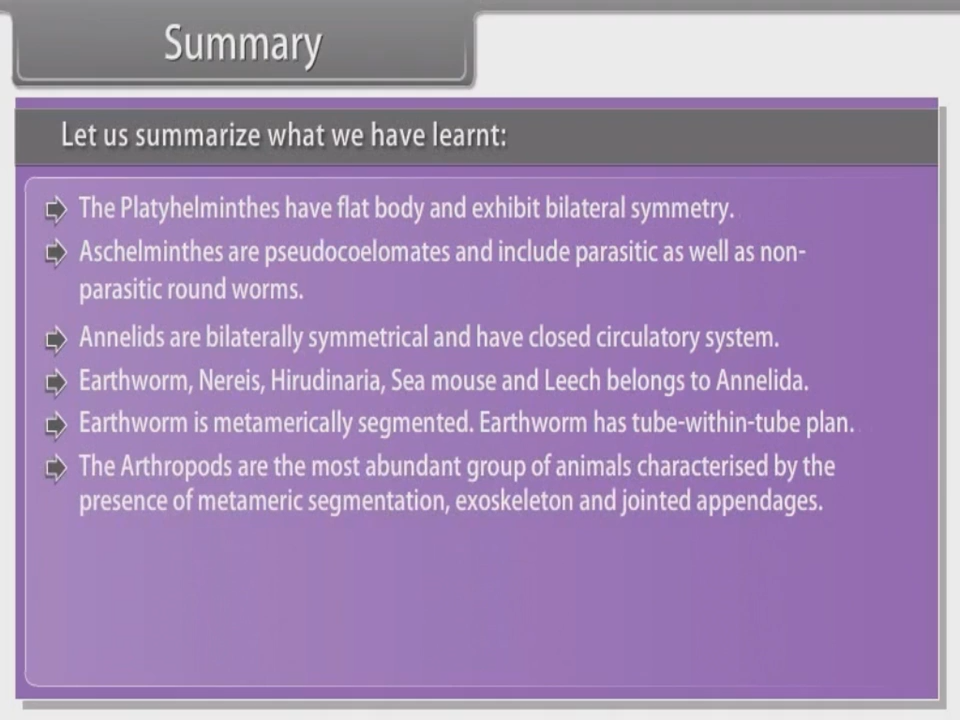 Summary
Let us summarize what we have learnt:
The Platyhelminthes have flat body and exhibit bilateral symmetry.
Aschelminthes are pseudocoelomates and include parasitic as well as non-
parasitic round worms.
Annelids are bilaterally symmetrical and have closed circulatory system.
Earthworm, Nereis, Hirudinaria, Sea mouse and Leech belongs to Annelida.
Earthworm is metamerically segmented. Earthworm has tube-within-tube plan.
The Arthropods are the most abundant group of animals characterised by the
presence of metameric segmentation, exoskeleton and jointed appendages.